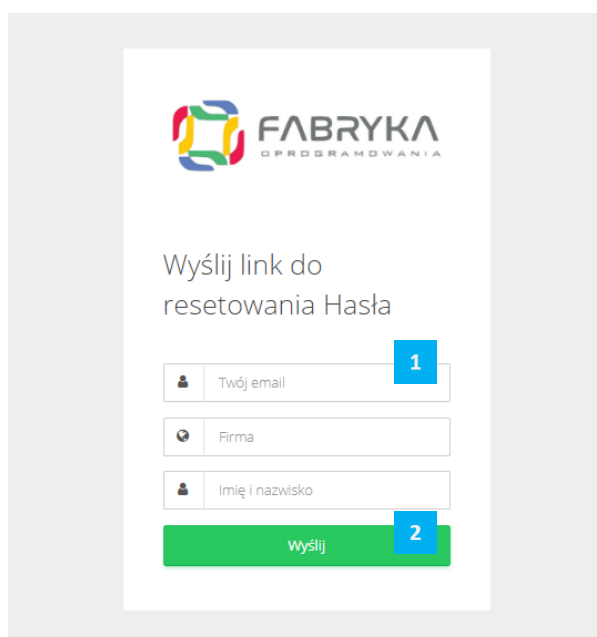 FABRYKA
OPROGRAMOWANIA
Wyślij link do
resetowania Hasła
1
Twój email
Firma
Imię i nazwisko
Wyślij
2